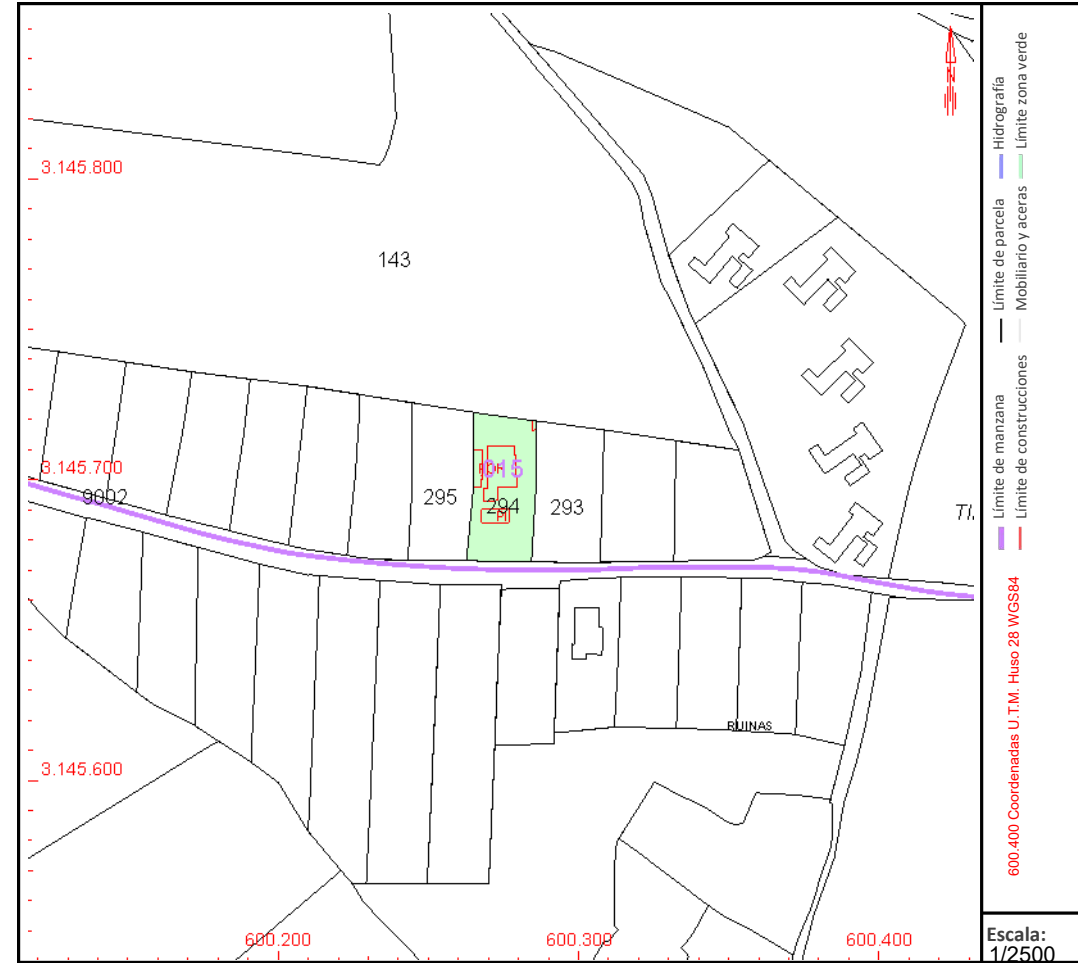 3.145.800
143
3.145.700
POR
015
9002
295
294
293
PI
TI.
RUINAS
3.145.600
600.200
600.300
600.400
N
Límite de manzana
Límite de parcela
Hidrografía
Límite de construcciones
Mobiliario y aceras
Límite zona verde
600.400 Coordenadas U.T.M. Huso 28 WGS84
Escala:
1/2500